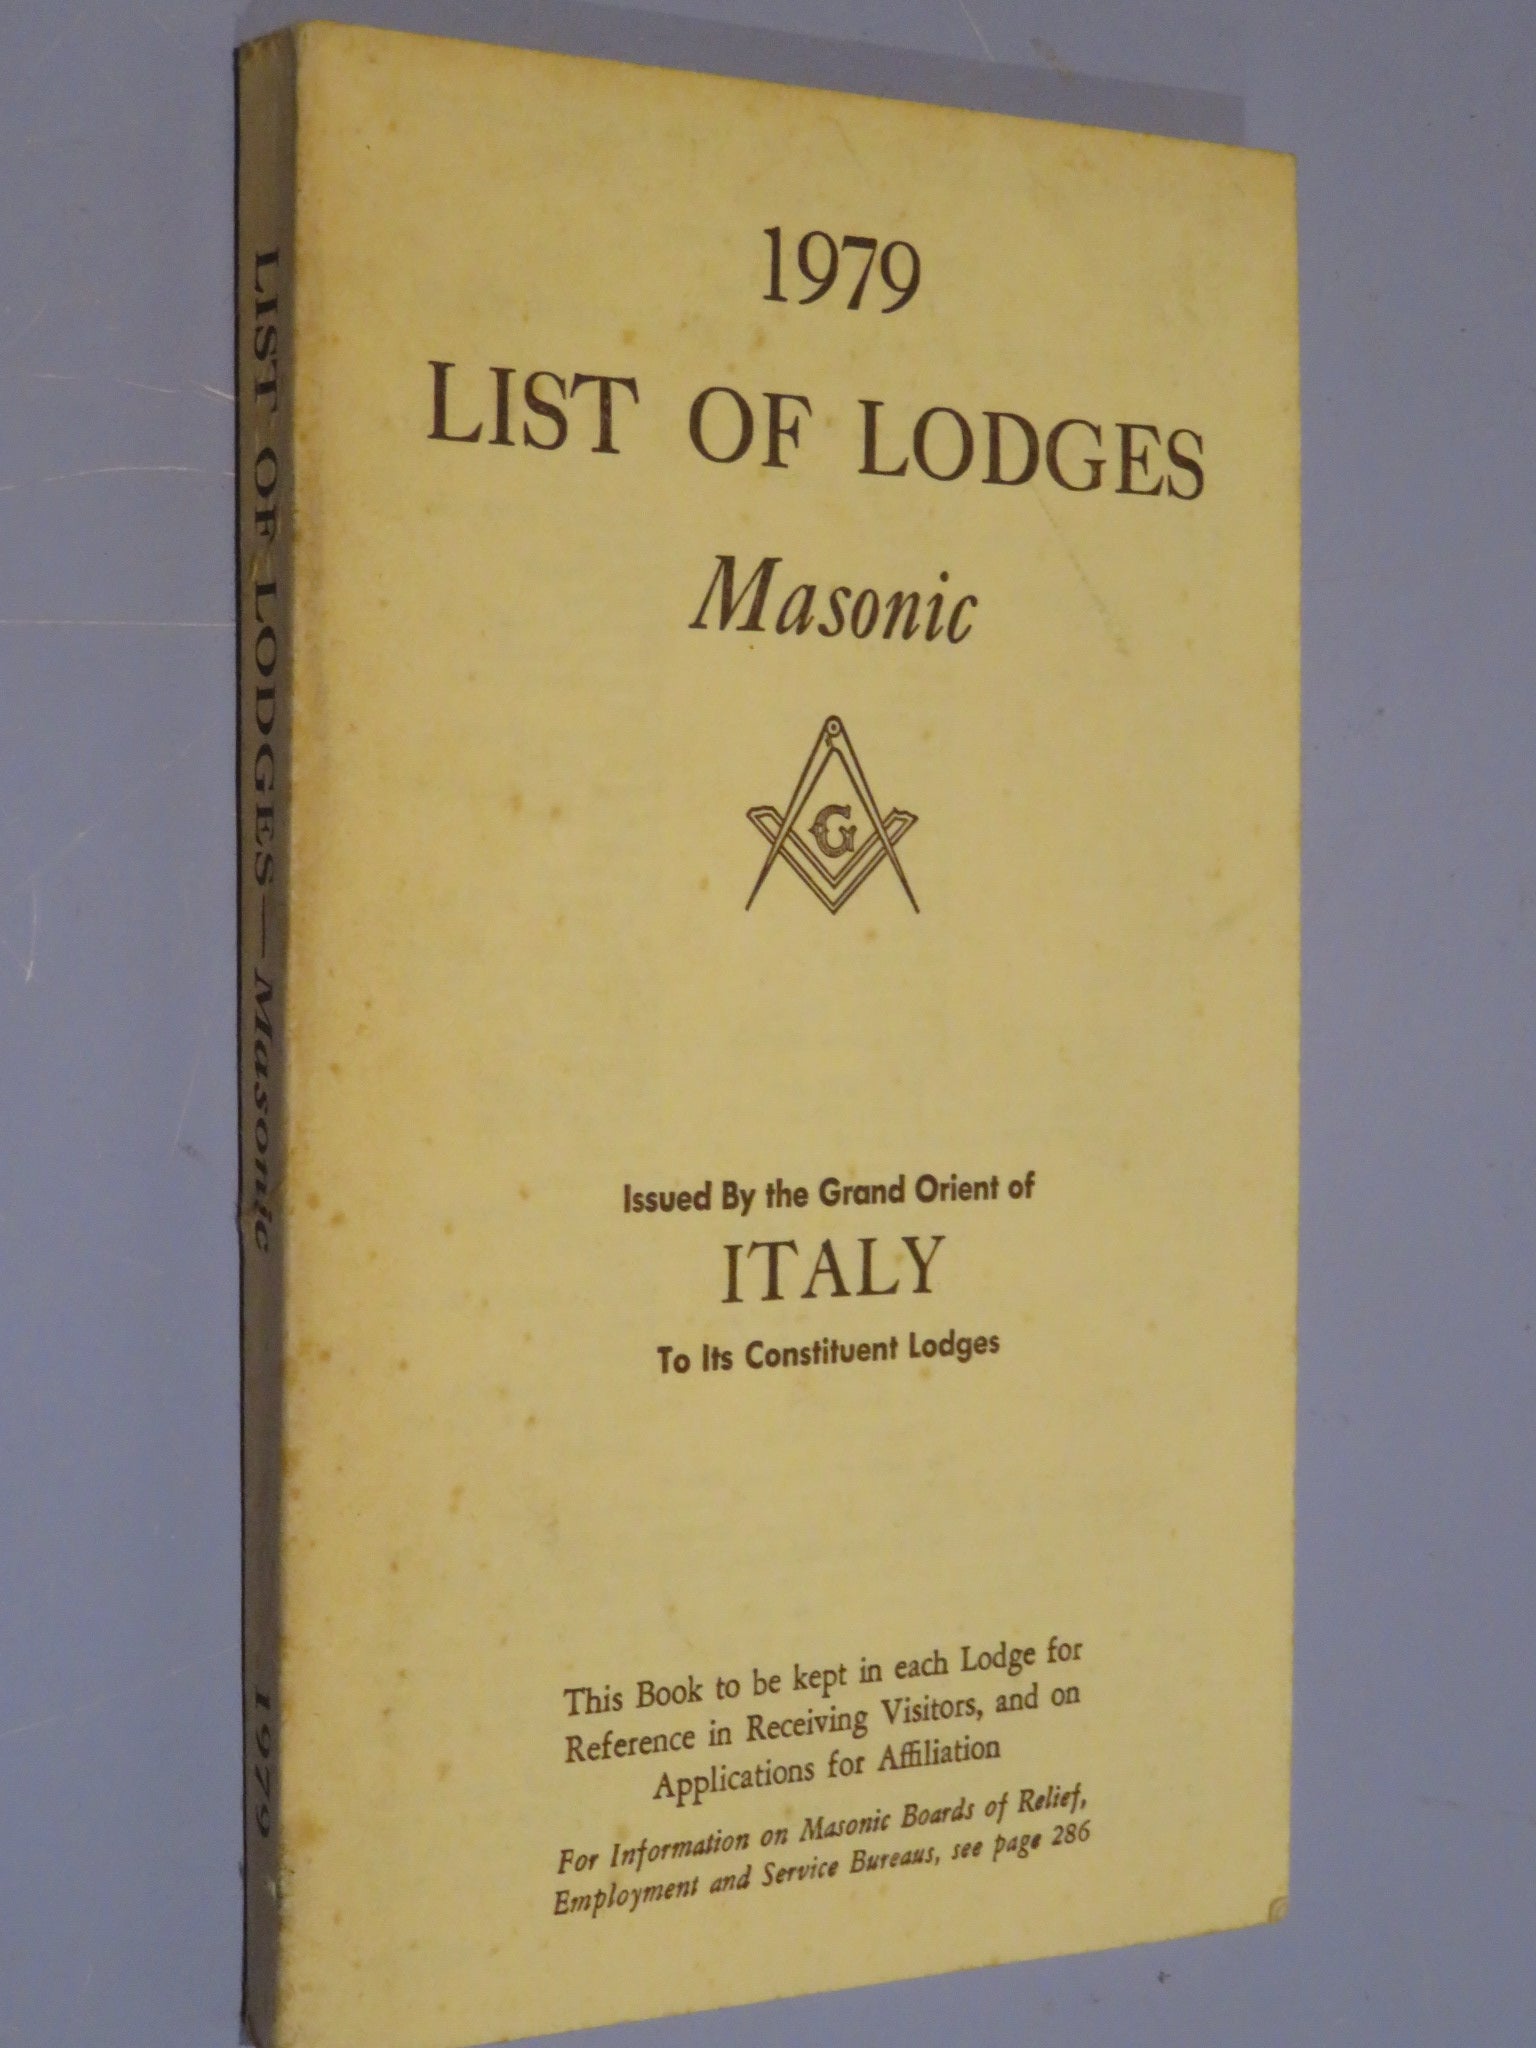 1979
LIST OF LODGES
Masonic
G
Issued By the Grand Orient of
ITALY
To Its Constituent Lodges
This Book to be kept in each Lodge for
Reference in Receiving Visitors, and on
Applications for Affiliation
For Information on Masonic Boards of Relief,
Employment and Service Bureaus, see page 286
LIST OF LODGES—Masonic 1979